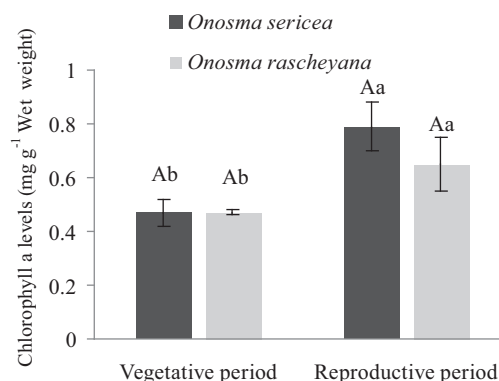 Onosma sericea
Onosma rascheyana
Chlorophyll a levels (mg g⁻¹ Wet weight)
1
0.8
0.6
0.4
0.2
0
Ab
Ab
Aa
Aa
Vegetative period
Reproductive period